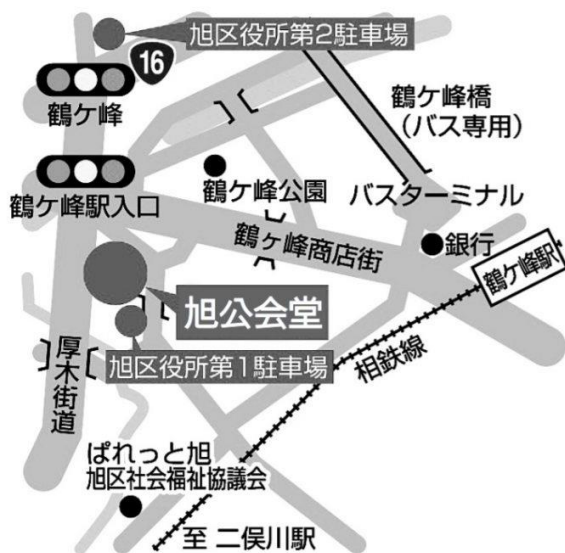 旭区役所第2駐車場
16
鶴ケ峰
鶴ケ峰橋
（バス専用）
鶴ケ峰駅入口
鶴ケ峰公園
バスターミナル
鶴ヶ峰商店街
銀行
鶴ケ峰駅
旭公会堂
旭区役所第1駐車場
厚木街道
相鉄線
ぱれっと旭
旭区社会福祉協議会
至 二俣川駅